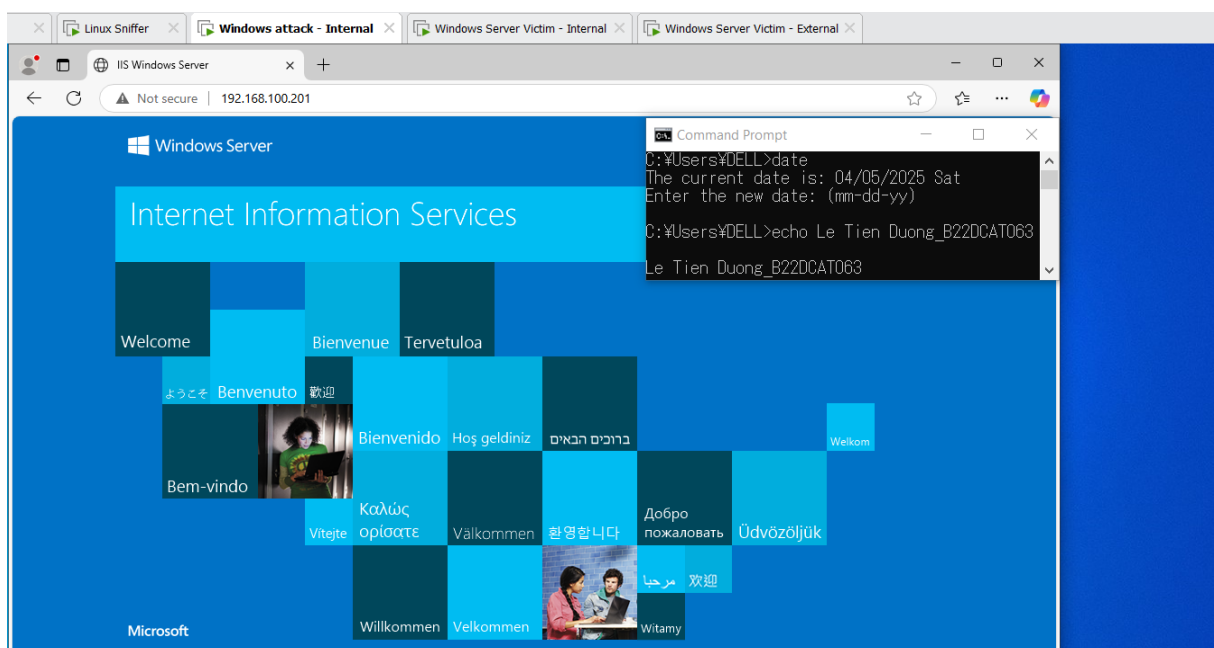 Linux Sniffer
Windows attack - Internal
Windows Server Victim - Internal
Windows Server Victim - External
IIS Windows Server
Not secure | 192.168.100.201
Windows Server
Internet Information Services
Command Prompt
C:¥Users¥DELL>date
The current date is: 04/05/2025 Sat
Enter the new date: (mm-dd-yy)
C:¥Users¥DELL>echo Le Tien Duong_B22DCAT063
Le Tien Duong_B22DCAT063
Welcome
Bienvenue
Tervetuloa
ようこそ
Benvenuto
歡迎
Bienvenido
Hoş geldiniz
ברוכים הבאים
Welkom
Bem-vindo
Vítejte
Καλώς
ορίσατε
Välkommen
환영합니다
Добро
пожаловать
Üdvözöljük
Willkommen
Velkommen
مرحبا
欢迎
Witamy
Microsoft